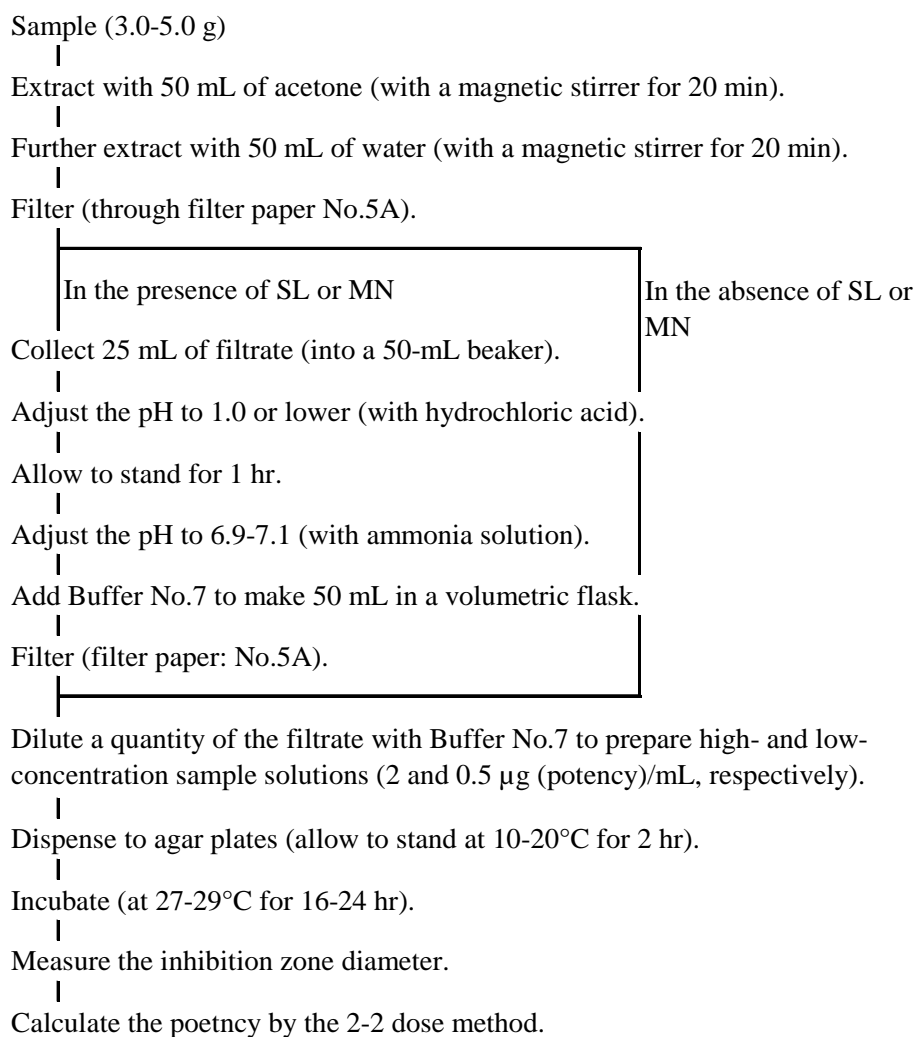 Sample (3.0-5.0 g)
Extract with 50 mL of acetone (with a magnetic stirrer for 20 min).
Further extract with 50 mL of water (with a magnetic stirrer for 20 min).
Filter (through filter paper No.5A).
In the presence of SL or MN
In the absence of SL or
MN
Collect 25 mL of filtrate (into a 50-mL beaker).
Adjust the pH to 1.0 or lower (with hydrochloric acid).
Allow to stand for 1 hr.
Adjust the pH to 6.9-7.1 (with ammonia solution).
Add Buffer No.7 to make 50 mL in a volumetric flask.
Filter (filter paper: No.5A).
Dilute a quantity of the filtrate with Buffer No.7 to prepare high- and low-
concentration sample solutions (2 and 0.5 µg (potency)/mL, respectively).
Dispense to agar plates (allow to stand at 10-20°C for 2 hr).
Incubate (at 27-29°C for 16-24 hr).
Measure the inhibition zone diameter.
Calculate the poetncy by the 2-2 dose method.